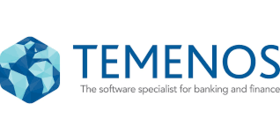 TEMENOS
The software specialist for banking and finance